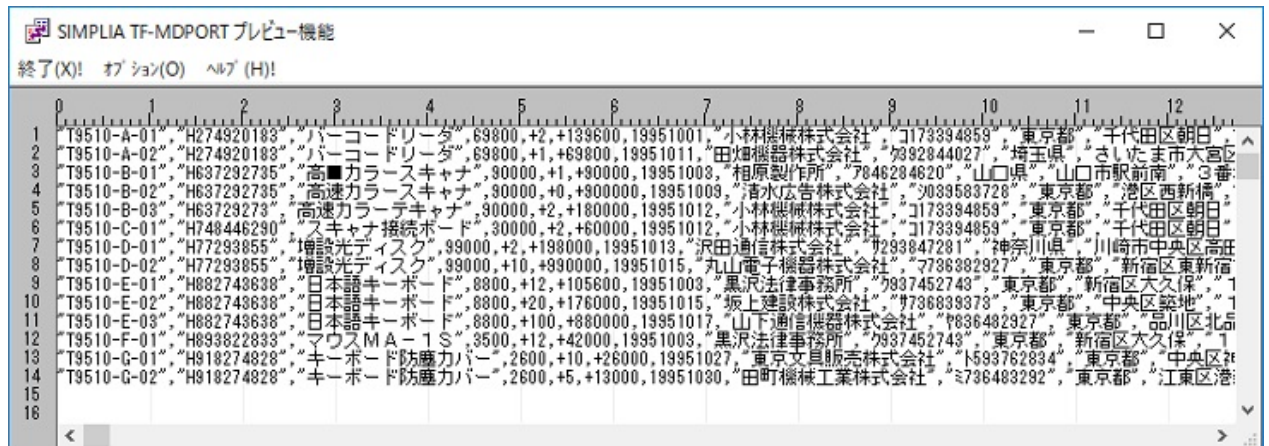 SIMPLIA TF-MDPORT プレビュー機能
終了(X)! オプション(O) ヘルプ(H)!
0 1 2 3 4 5 6 7 8 9 10 11 12
1 "T9510-A-01","H274920183","バーコードリーダ",69800,+2,+139600,19951001,"小林機械株式会社","ｺ173394859","東京都","千代田区朝日",
2 "T9510-A-02","H274920183","バーコードリーダ",69800,+1,+69800,19951011,"田畑機器株式会社","ﾀ392844027","埼玉県","さいたま市大宮区
3 "T9510-B-01","H637292735","高■カラースキャナ",90000,+1,+90000,19951003,"相原製作所","ｱ846284620","山口県","山口市駅前南","３番
4 "T9510-B-02","H637292735","高速カラースキャナ",90000,+0,+900000,19951009,"清水広告株式会社","ｼ039583728","東京都","港区西新橋",
5 "T9510-B-03","H63729273","高速カラーテキャナ",90000,+2,+180000,19951012,"小林機械株式会社","ｺ173394859","東京都","千代田区朝日"
6 "T9510-C-01","H748446290","スキャナ接続ボード",30000,+2,+60000,19951012,"小林機械株式会社","ｺ173394859","東京都","千代田区朝日"
7 "T9510-D-01","H77293855","増設光ディスク",99000,+2,+198000,19951013,"沢田通信株式会社","ｻ293847281","神奈川県","川崎市中央区高田
8 "T9510-D-02","H77293855","増設光ディスク",99000,+10,+990000,19951015,"丸山電子機器株式会社","ﾏ736382927","東京都","新宿区東新宿
9 "T9510-E-01","H882743638","日本語キーボード",8800,+12,+105600,19951003,"黒沢法律事務所","ｸ937452743","東京都","新宿区大久保","１
10 "T9510-E-02","H882743638","日本語キーボード",8800,+20,+176000,19951015,"坂上建設株式会社","ｻ736839373","東京都","中央区築地","１
11 "T9510-E-03","H882743638","日本語キーボード",8800,+100,+880000,19951017,"山下通信機器株式会社","ﾔ836482927","東京都","品川区北品
12 "T9510-F-01","H893822833","マウスＭＡ－１Ｓ",3500,+12,+42000,19951003,"黒沢法律事務所","ｸ937452743","東京都","新宿区大久保","１
13 "T9510-G-01","H918274828","キーボード防塵カバー",2600,+10,+26000,19951027,"東京文具販売株式会社","ﾄ593762834","東京都","中央区
14 "T9510-G-02","H918274828","キーボード防塵カバー",2600,+5,+13000,19951030,"田町機械工業株式会社","ﾐ736483292","東京都","江東区港
15
16